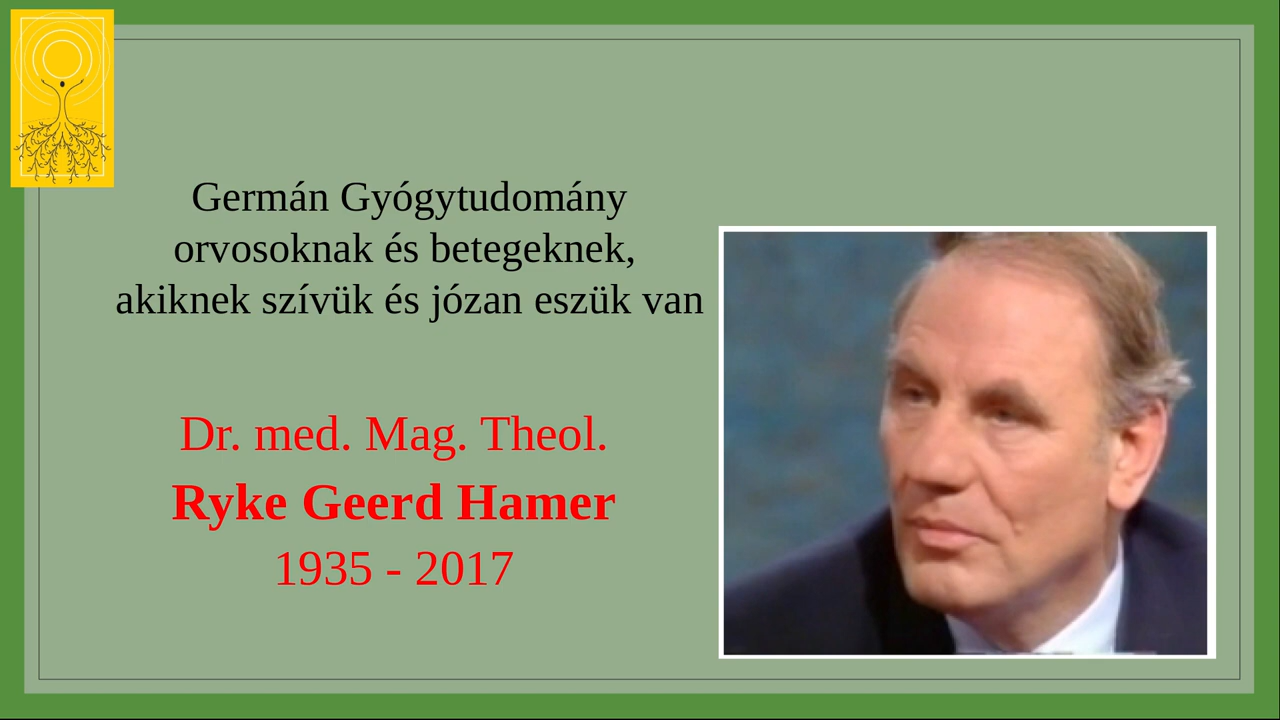 Germán Gyógytudomány
orvosoknak és betegeknek,
akiknek szívük és józan eszük van
Dr. med. Mag. Theol.
Ryke Geerd Hamer
1935 - 2017